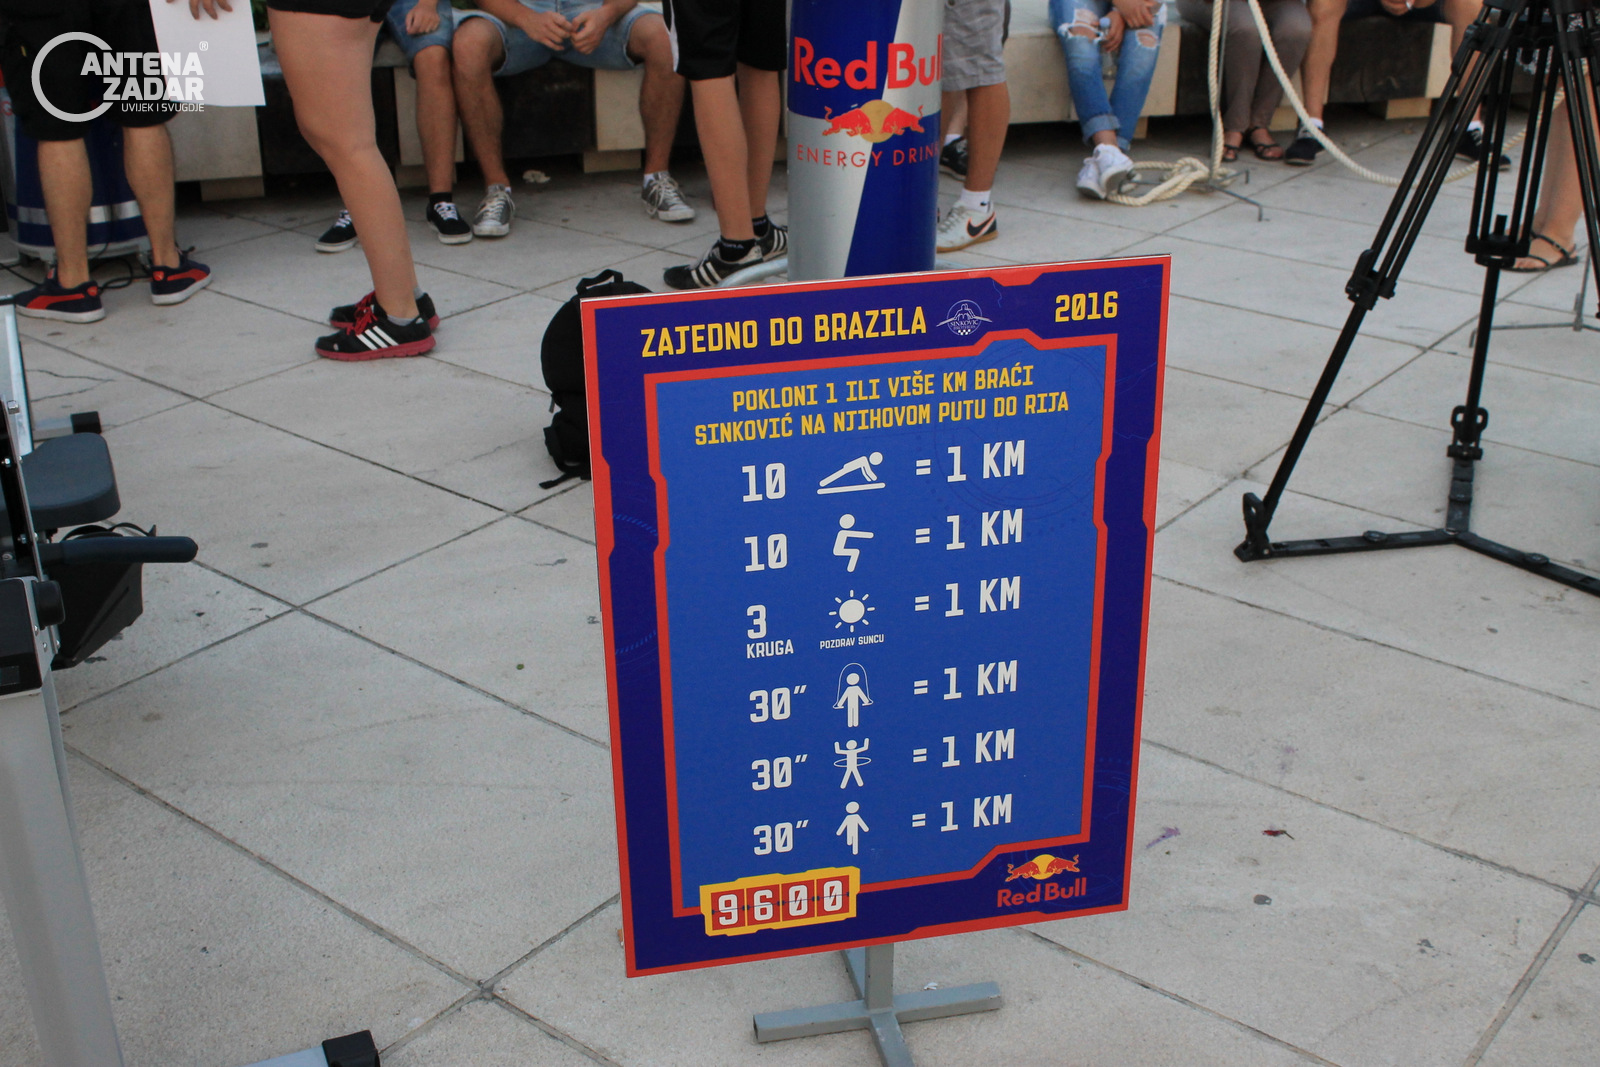 ANTENA®
ZADAR
UVIJEK I SVUGDJE
Red Bull
ENERGY DRINK
ZAJEDNO DO BRAZILA
SINKOVIĆ
2016
POKLONI 1 ILI VIŠE KM BRAĆI
SINKOVIĆ NA NJIHOVOM PUTU DO RIJA
10 = 1 KM
10 = 1 KM
3 KRUGA POZDRAV SUNCU = 1 KM
30" = 1 KM
30" = 1 KM
30" = 1 KM
9600
Red Bull